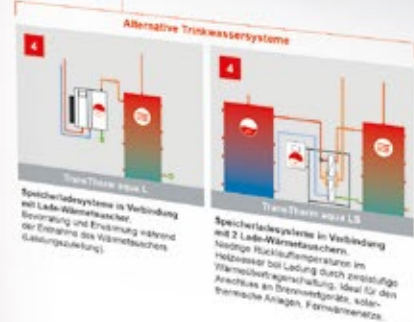 Alternative Trinkwassersysteme
4
TransTherm aqua L
Speicherladesysteme in Verbindung
mit Lade-Wärmetauscher.
Bevorratung und Erwärmung während
der Entnahme des Wärmetauschers
(Leistungszuteilung).
4
TransTherm aqua LS
Speicherladesysteme in Verbindung
mit 2 Lade-Wärmetauschern.
Niedrige Rücklauftemperaturen im
Heizwasser bei Ladung durch zweistufige
Wärmeübertragerschaltung. Ideal für den
Anschluss an Brennwertgeräte, solar-
thermische Anlagen, Fernwärmenetze.